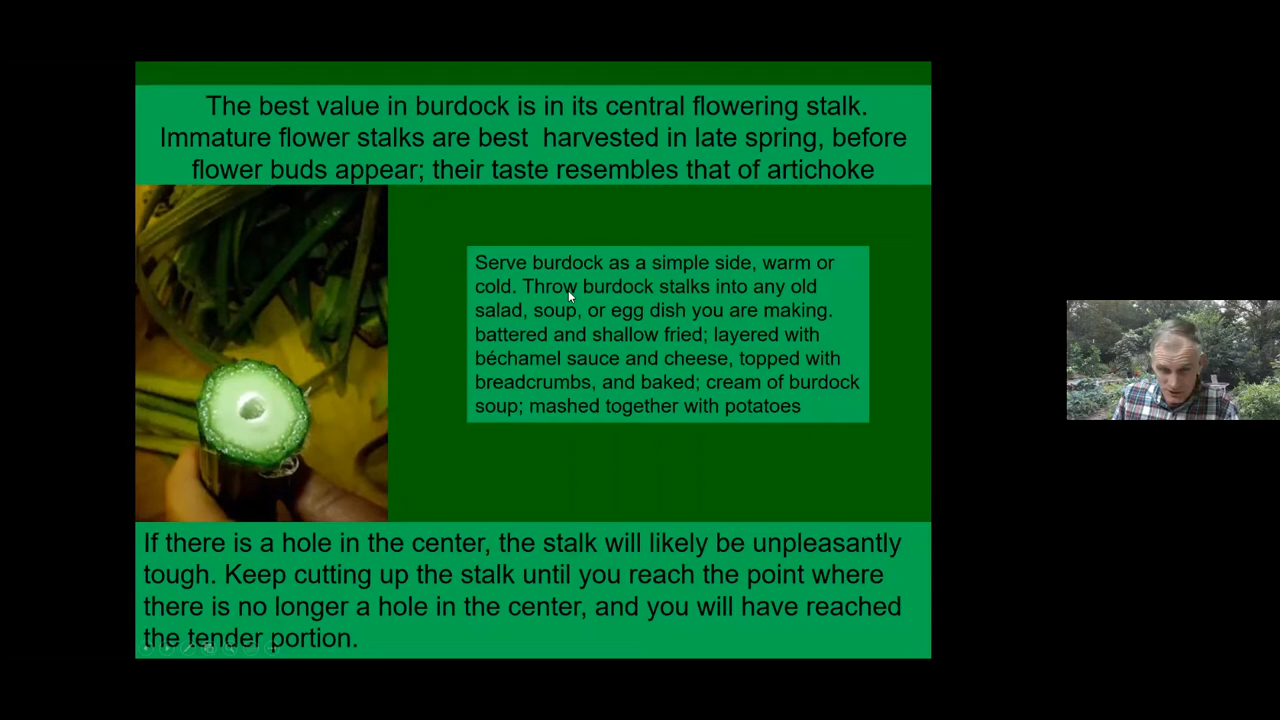 The best value in burdock is in its central flowering stalk.
Immature flower stalks are best  harvested in late spring, before
flower buds appear; their taste resembles that of artichoke
Serve burdock as a simple side, warm or
cold. Throw burdock stalks into any old
salad, soup, or egg dish you are making.
battered and shallow fried; layered with
béchamel sauce and cheese, topped with
breadcrumbs, and baked; cream of burdock
soup; mashed together with potatoes
If there is a hole in the center, the stalk will likely be unpleasantly
tough. Keep cutting up the stalk until you reach the point where
there is no longer a hole in the center, and you will have reached
the tender portion.